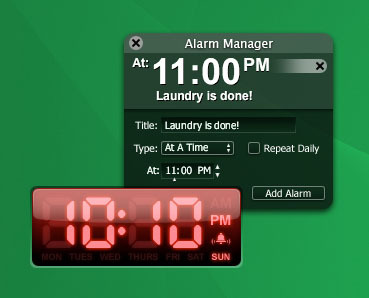 Alarm Manager
At: 11:00 PM
Laundry is done!
Title: Laundry is done!
Type: At A Time Repeat Daily
At: 11:00 PM
Add Alarm
AM
10:10 PM
MON TUES WED THURS FRI SAT SUN